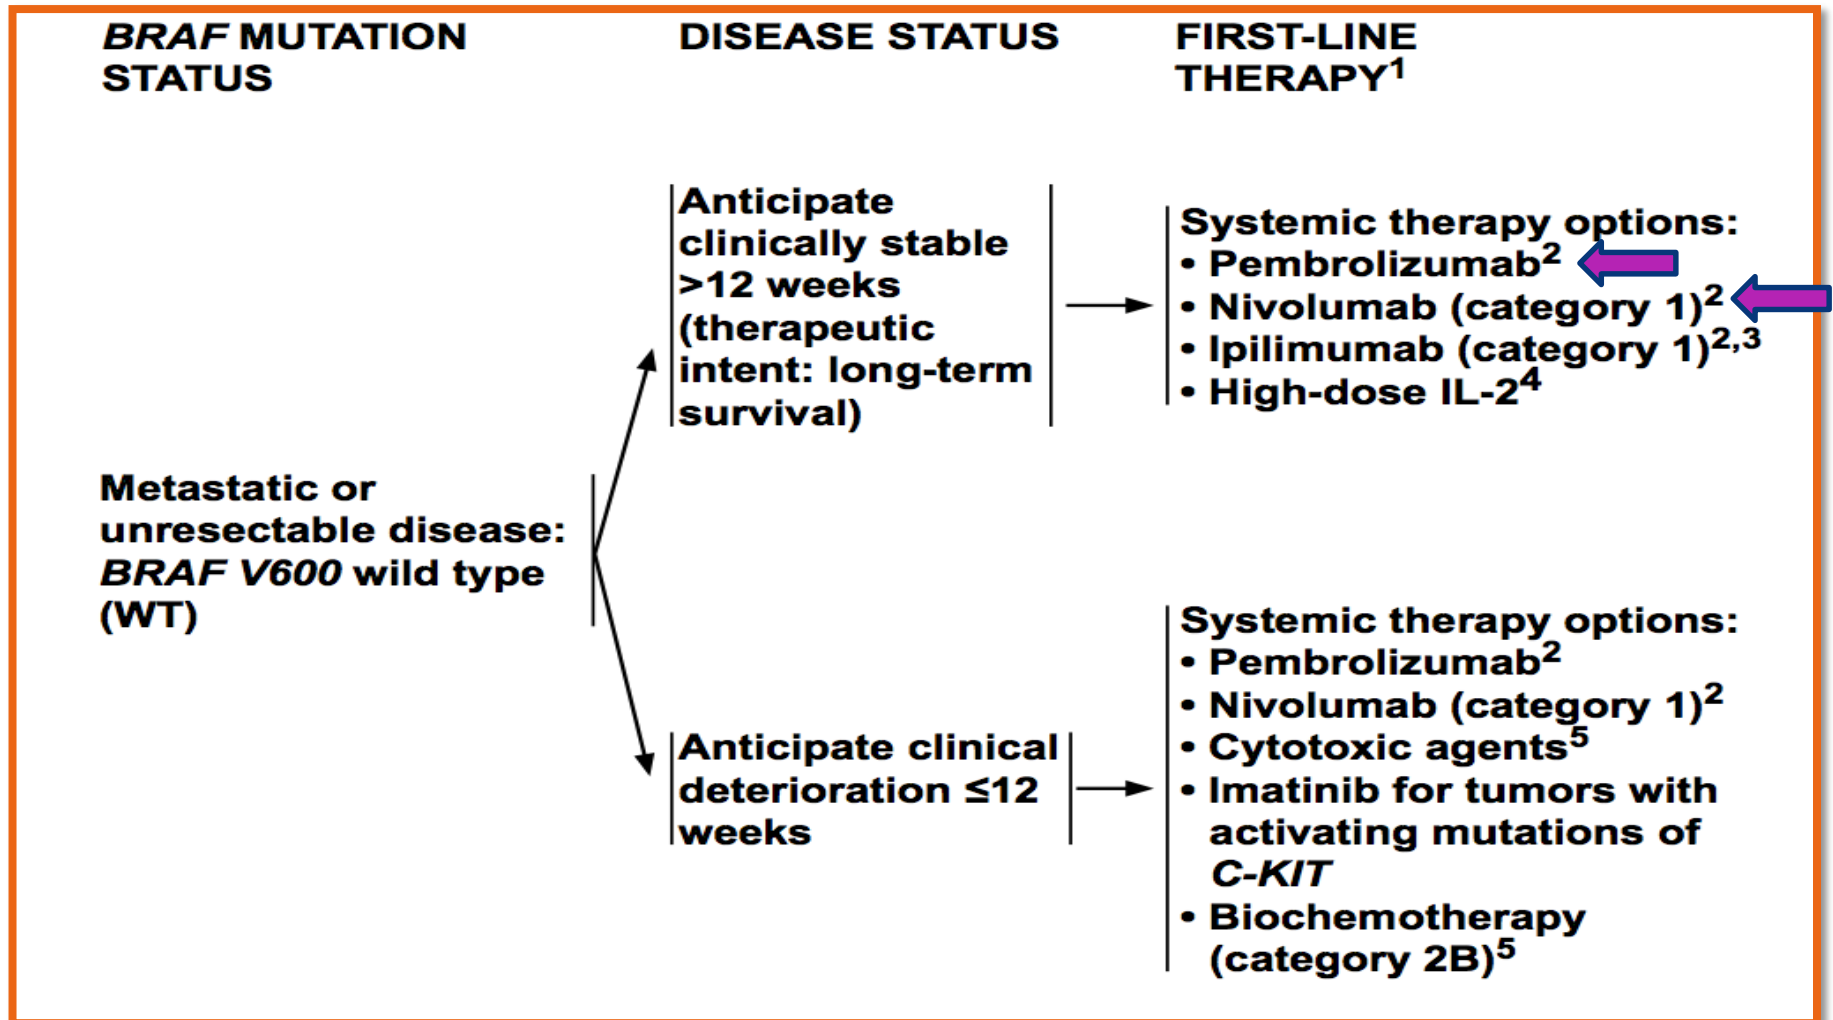 BRAF MUTATION
STATUS
DISEASE STATUS
FIRST-LINE
THERAPY¹
Metastatic or
unresectable disease:
BRAF V600 wild type
(WT)
Anticipate
clinically stable
>12 weeks
(therapeutic
intent: long-term
survival)
Systemic therapy options:
• Pembrolizumab²
• Nivolumab (category 1)²
• Ipilimumab (category 1)²,³
• High-dose IL-2⁴
Anticipate clinical
deterioration ≤12
weeks
Systemic therapy options:
• Pembrolizumab²
• Nivolumab (category 1)²
• Cytotoxic agents⁵
• Imatinib for tumors with
activating mutations of
C-KIT
• Biochemotherapy
(category 2B)⁵